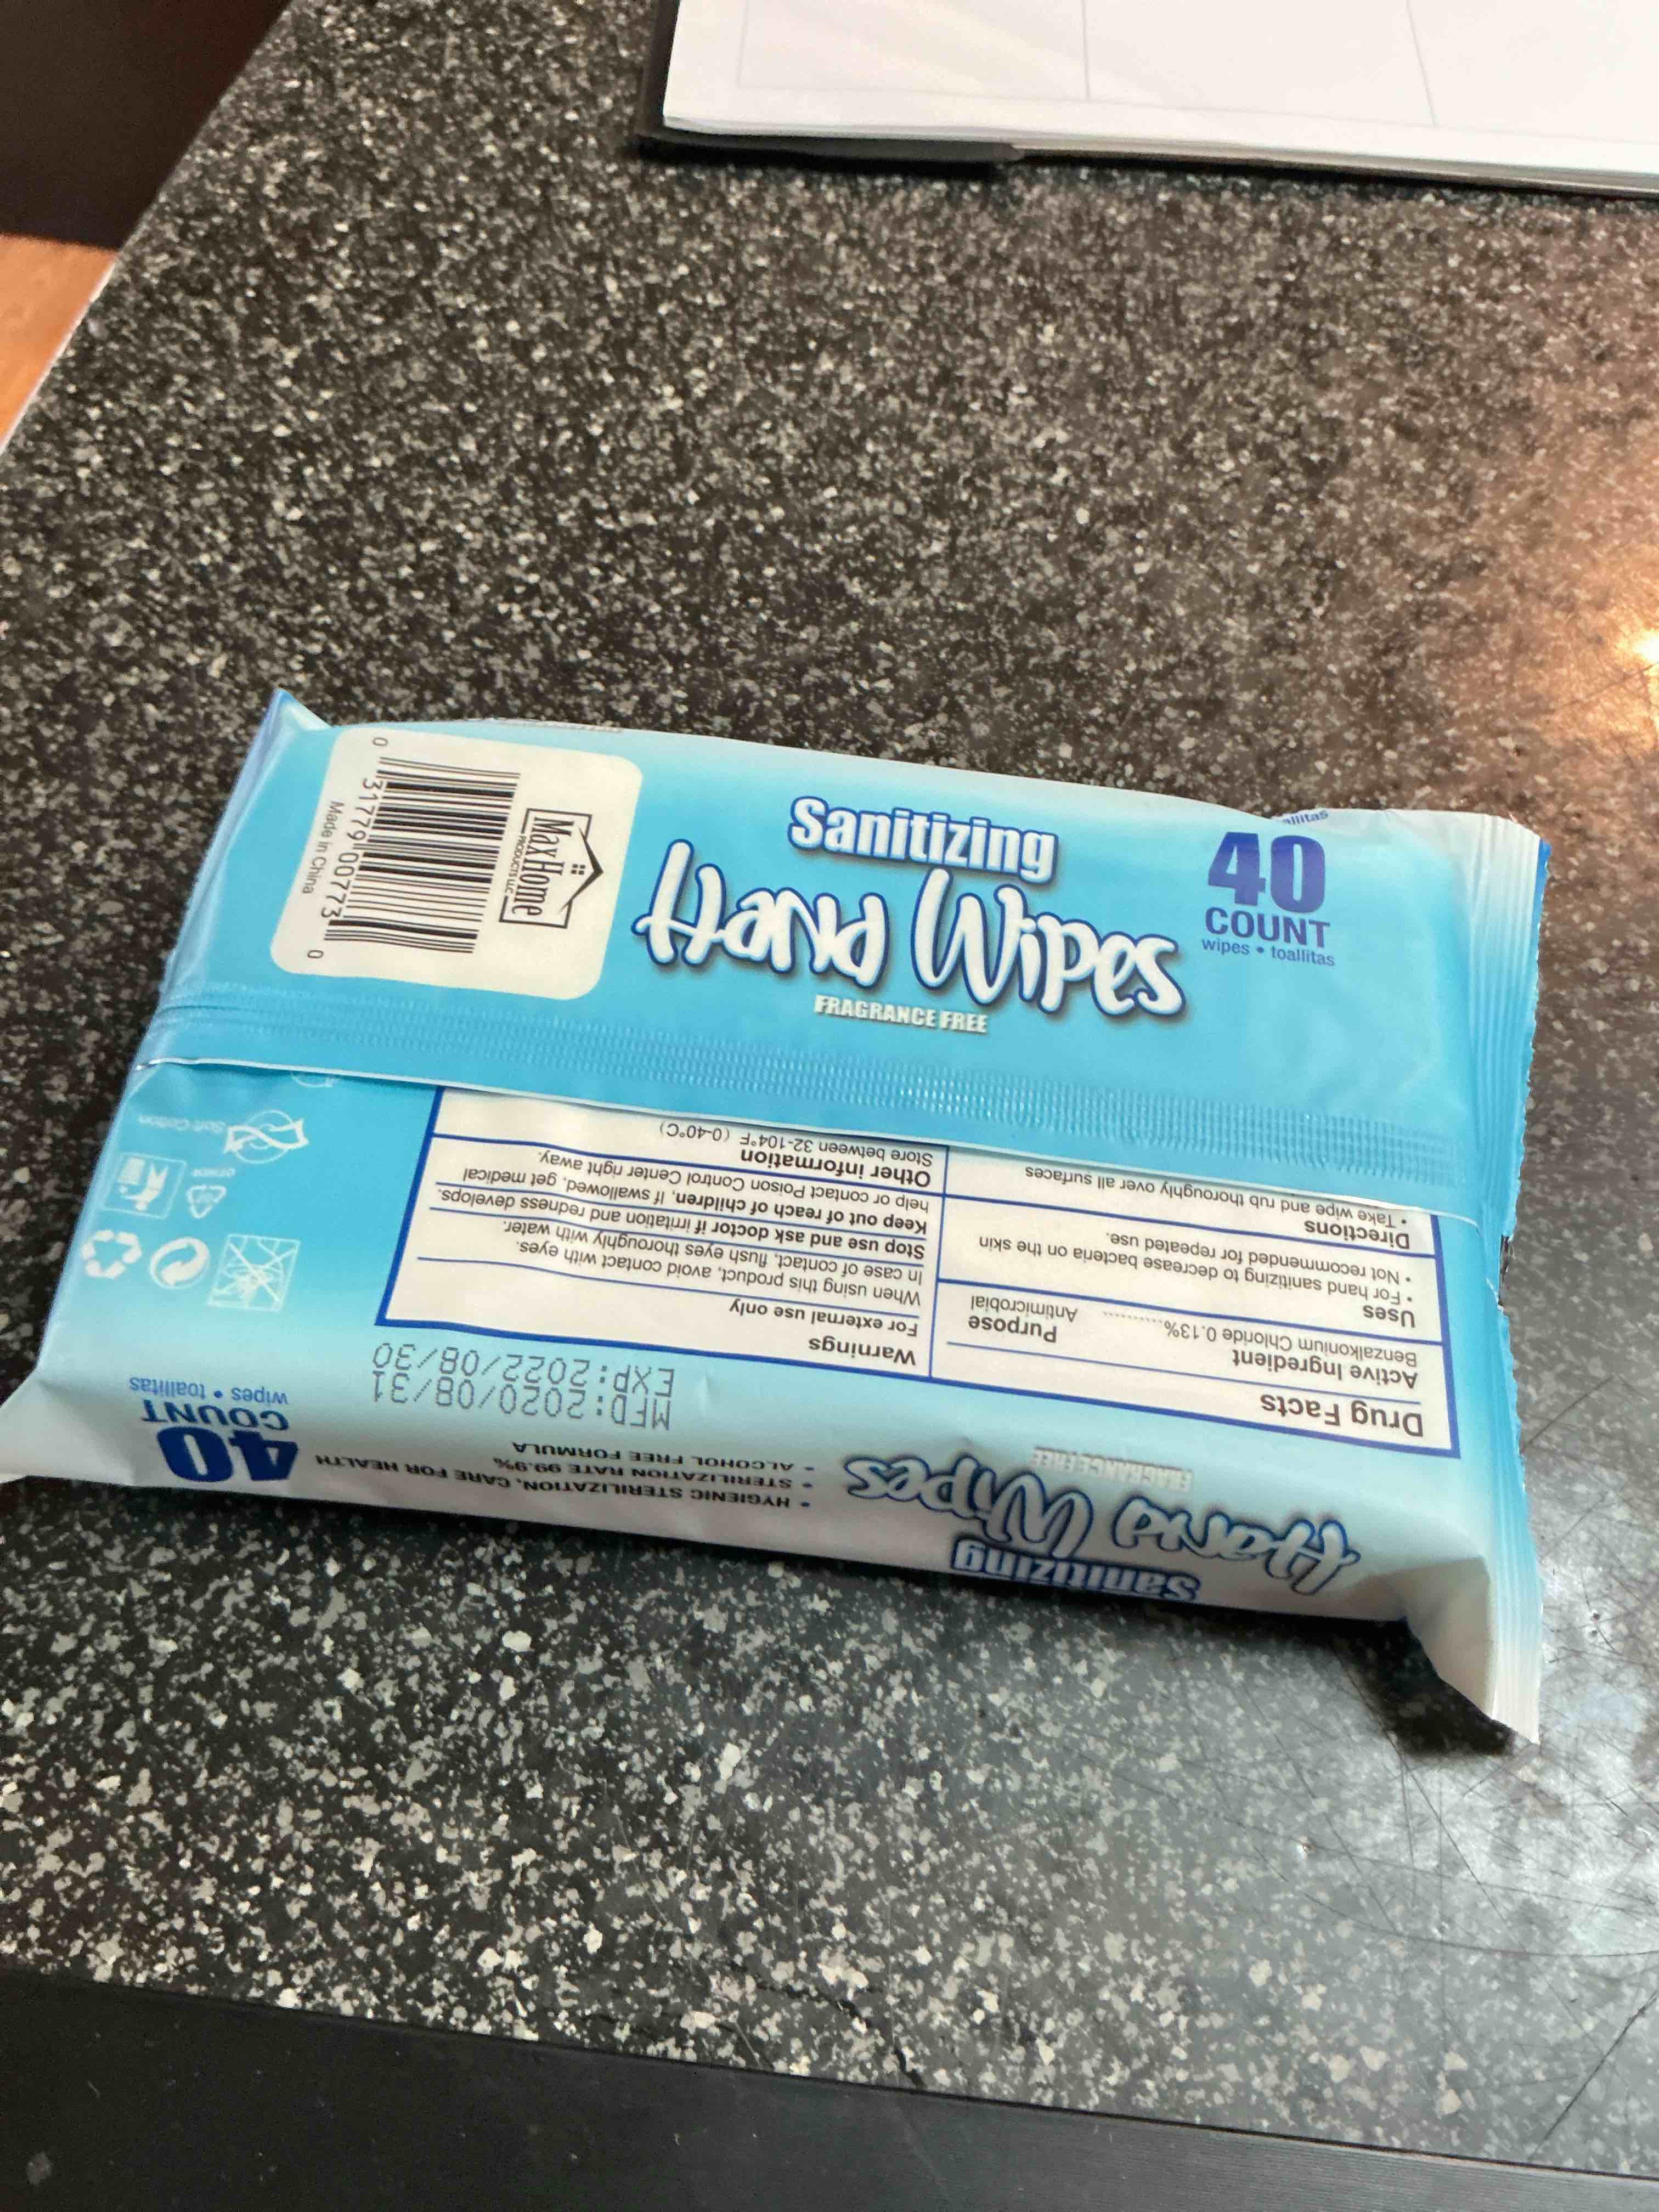 Sanitizing
Hand Wipes
FRAGRANCE FREE
40
COUNT
wipes • toallitas
allitas
MaxHome
PRODUCTS LLC
0 31779 00773 0
Made in China
Sanitizing
Hand Wipes
FRAGRANCE FREE
• HYGIENIC STERILIZATION, CARE FOR HEALTH
• STERILIZATION RATE 99.9%
• ALCOHOL FREE FORMULA
40
COUNT
wipes • toallitas
MFD:2020/08/31
EXP:2022/08/30
Drug Facts
Active Ingredient Purpose
Benzalkonium Chloride 0.13%........... Antimicrobial
Uses
• For hand sanitizing to decrease bacteria on the skin
• Not recommended for repeated use.
Directions
• Take wipe and rub thoroughly over all surfaces
Warnings
For external use only
When using this product, avoid contact with eyes.
In case of contact, flush eyes thoroughly with water.
Stop use and ask doctor if irritation and redness develops.
Keep out of reach of children, if swallowed, get medical
help or contact Poison Control Center right away.
Other information
Store between 32-104°F (0-40°C)
Soft Cotton